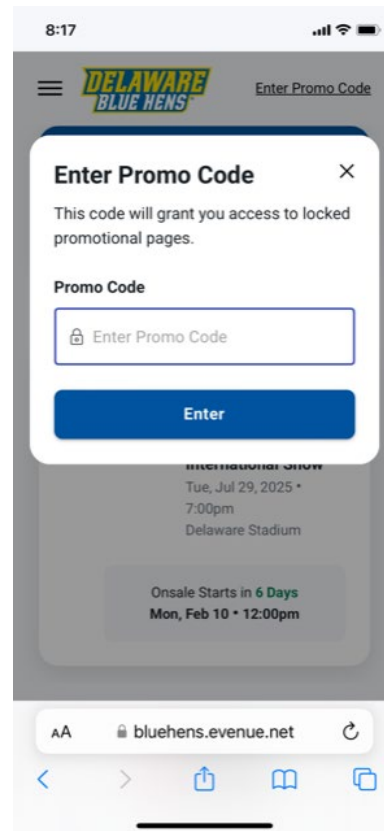 8:17
DELAWARE
BLUE HENS
Enter Promo Code
Enter Promo Code
This code will grant you access to locked
promotional pages.
Promo Code
Enter Promo Code
Enter
International Show
Tue, Jul 29, 2025 •
7:00pm
Delaware Stadium
Onsale Starts in 6 Days
Mon, Feb 10 • 12:00pm
AA bluehens.evenue.net